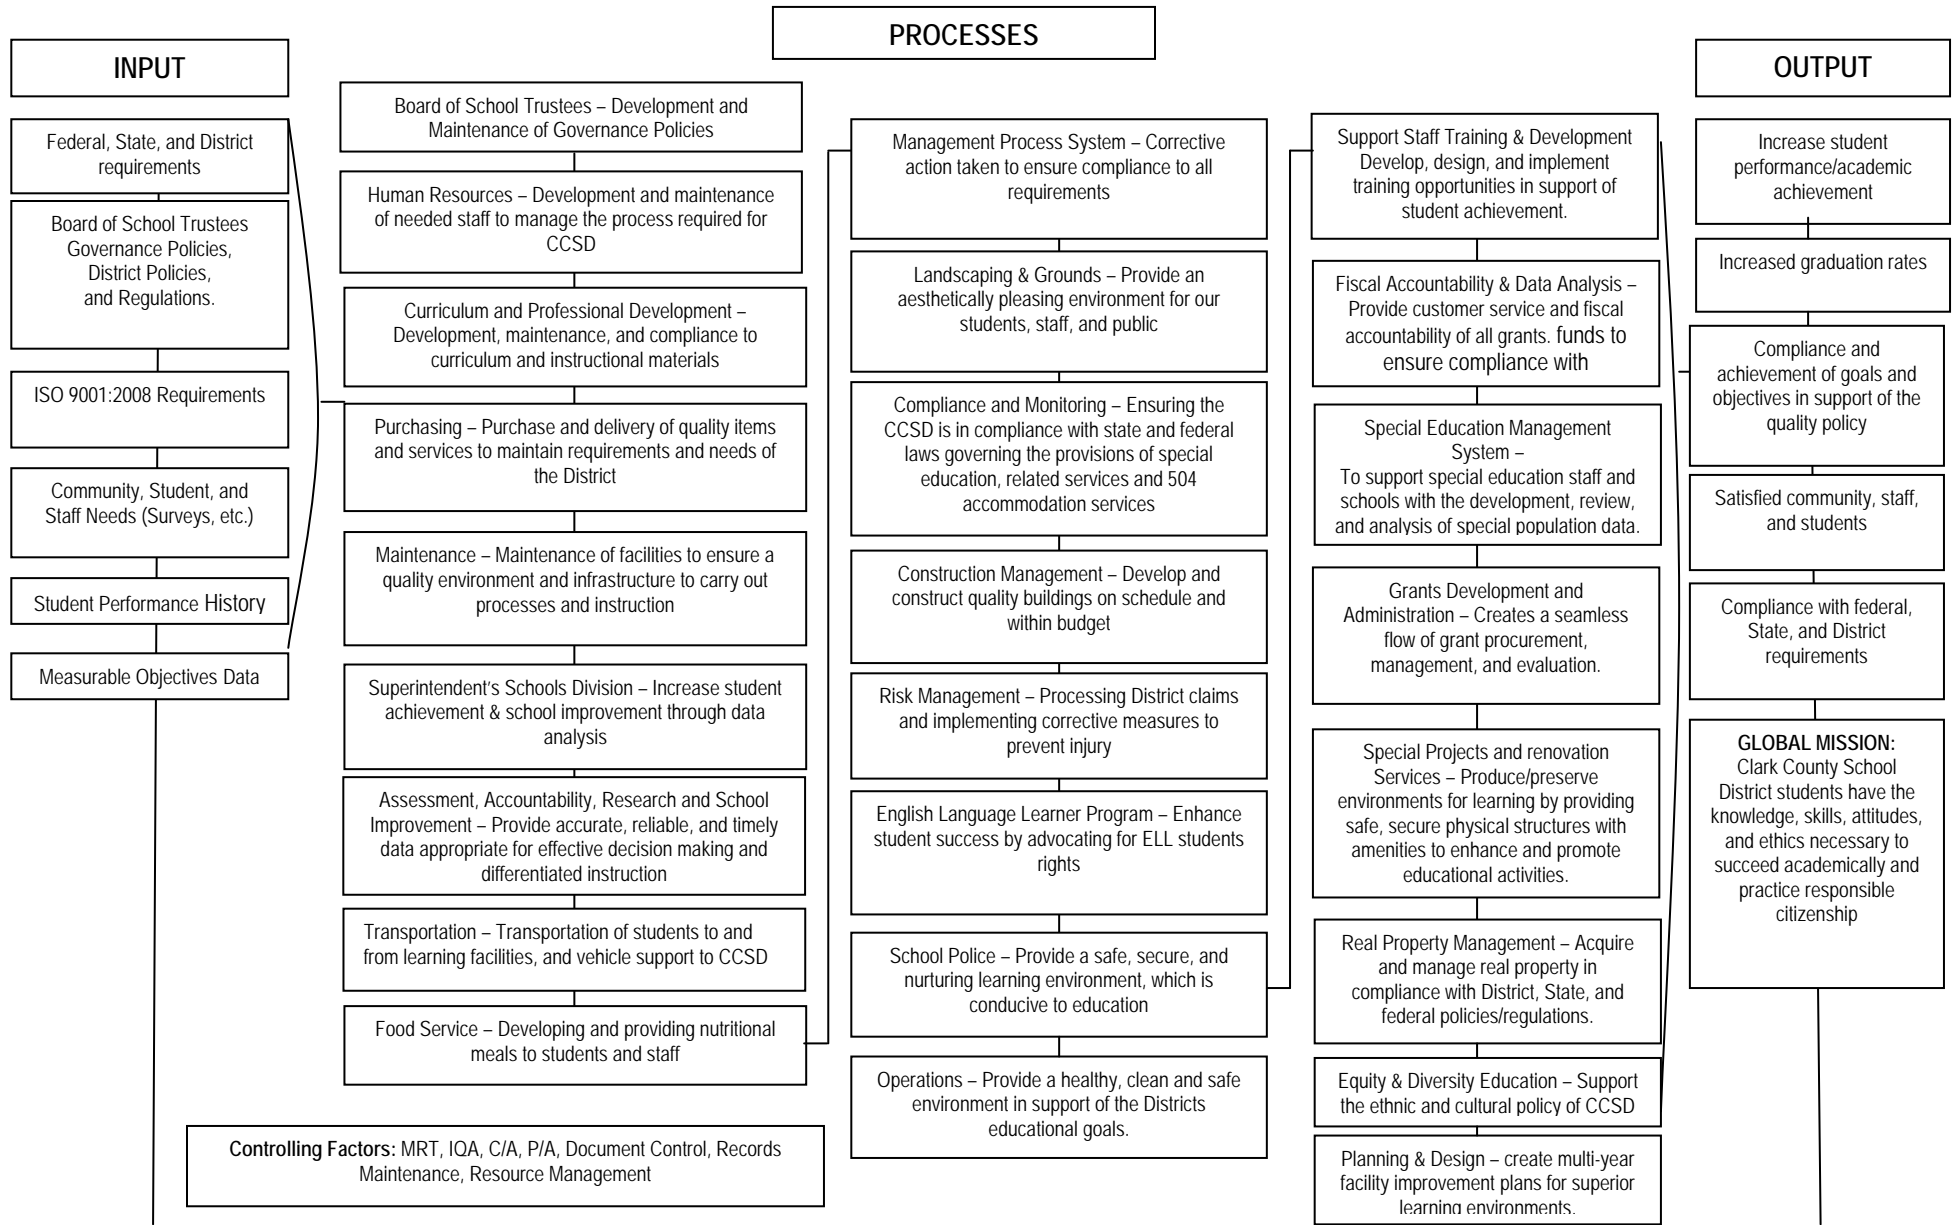 PROCESSES
INPUT
Federal, State, and District
requirements
Board of School Trustees
Governance Policies,
District Policies,
and Regulations.
ISO 9001:2008 Requirements
Community, Student, and
Staff Needs (Surveys, etc.)
Student Performance History
Measurable Objectives Data
Board of School Trustees – Development and
Maintenance of Governance Policies
Human Resources – Development and maintenance
of needed staff to manage the process required for
CCSD
Curriculum and Professional Development –
Development, maintenance, and compliance to
curriculum and instructional materials
Purchasing – Purchase and delivery of quality items
and services to maintain requirements and needs of
the District
Maintenance – Maintenance of facilities to ensure a
quality environment and infrastructure to carry out
processes and instruction
Superintendent's Schools Division – Increase student
achievement & school improvement through data
analysis
Assessment, Accountability, Research and School
Improvement – Provide accurate, reliable, and timely
data appropriate for effective decision making and
differentiated instruction
Transportation – Transportation of students to and
from learning facilities, and vehicle support to CCSD
Food Service – Developing and providing nutritional
meals to students and staff
Management Process System – Corrective
action taken to ensure compliance to all
requirements
Landscaping & Grounds – Provide an
aesthetically pleasing environment for our
students, staff, and public
Compliance and Monitoring – Ensuring the
CCSD is in compliance with state and federal
laws governing the provisions of special
education, related services and 504
accommodation services
Construction Management – Develop and
construct quality buildings on schedule and
within budget
Risk Management – Processing District claims
and implementing corrective measures to
prevent injury
English Language Learner Program – Enhance
student success by advocating for ELL students
rights
School Police – Provide a safe, secure, and
nurturing learning environment, which is
conducive to education
Operations – Provide a healthy, clean and safe
environment in support of the Districts
educational goals.
Support Staff Training & Development
Develop, design, and implement
training opportunities in support of
student achievement.
Fiscal Accountability & Data Analysis –
Provide customer service and fiscal
accountability of all grants. funds to
ensure compliance with
Special Education Management
System –
To support special education staff and
schools with the development, review,
and analysis of special population data.
Grants Development and
Administration – Creates a seamless
flow of grant procurement,
management, and evaluation.
Special Projects and renovation
Services – Produce/preserve
environments for learning by providing
safe, secure physical structures with
amenities to enhance and promote
educational activities.
Real Property Management – Acquire
and manage real property in
compliance with District, State, and
federal policies/regulations.
Equity & Diversity Education – Support
the ethnic and cultural policy of CCSD
Planning & Design – create multi-year
facility improvement plans for superior
learning environments.
OUTPUT
Increase student
performance/academic
achievement
Increased graduation rates
Compliance and
achievement of goals and
objectives in support of the
quality policy
Satisfied community, staff,
and students
Compliance with federal,
State, and District
requirements
GLOBAL MISSION:
Clark County School
District students have the
knowledge, skills, attitudes,
and ethics necessary to
succeed academically and
practice responsible
citizenship
Controlling Factors: MRT, IQA, C/A, P/A, Document Control, Records
Maintenance, Resource Management